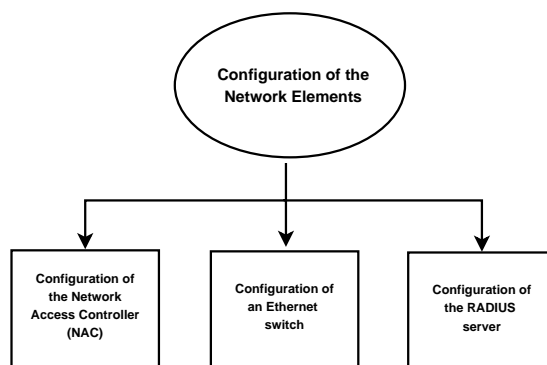 Configuration of the
Network Elements
Configuration of
the Network
Access Controller
(NAC)
Configuration of
an Ethernet
switch
Configuration of
the RADIUS
server